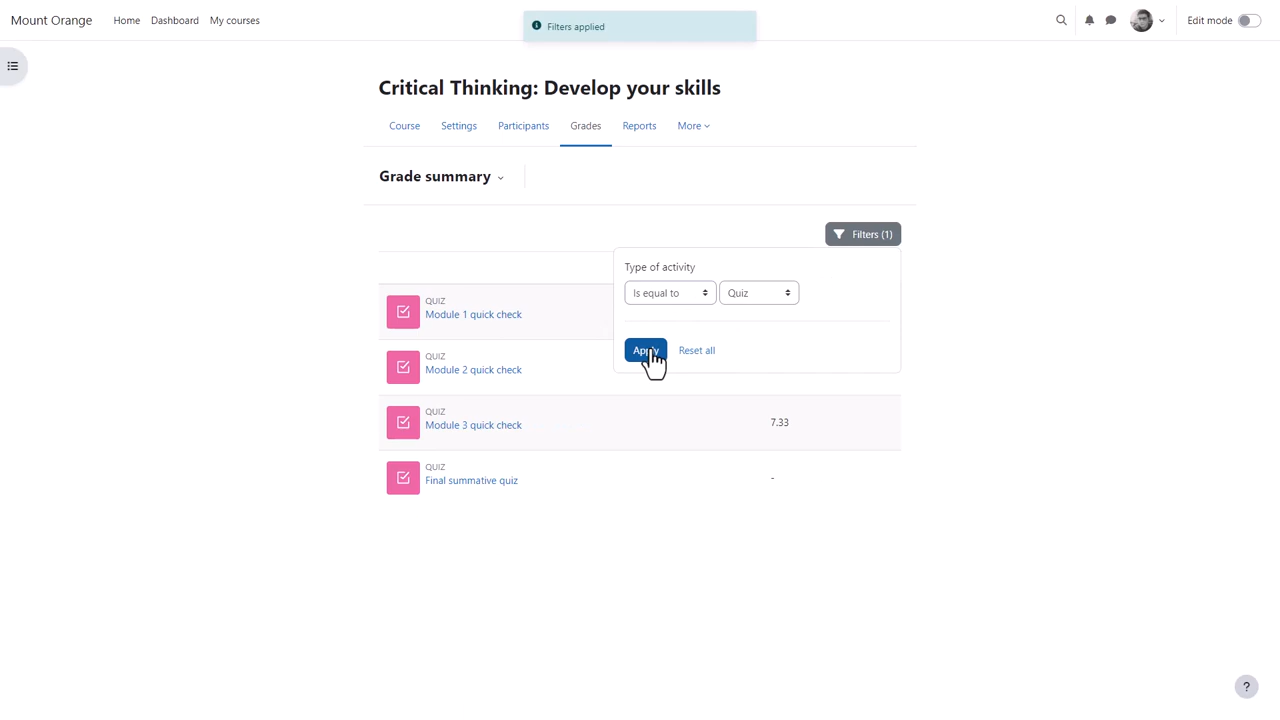 Mount Orange Home Dashboard My courses Filters applied Edit mode
Critical Thinking: Develop your skills
Course Settings Participants Grades Reports More
Grade summary
Filters (1)
Type of activity
Is equal to Quiz
Apply Reset all
QUIZ
Module 1 quick check
QUIZ
Module 2 quick check
QUIZ
Module 3 quick check 7.33
QUIZ
Final summative quiz -
?